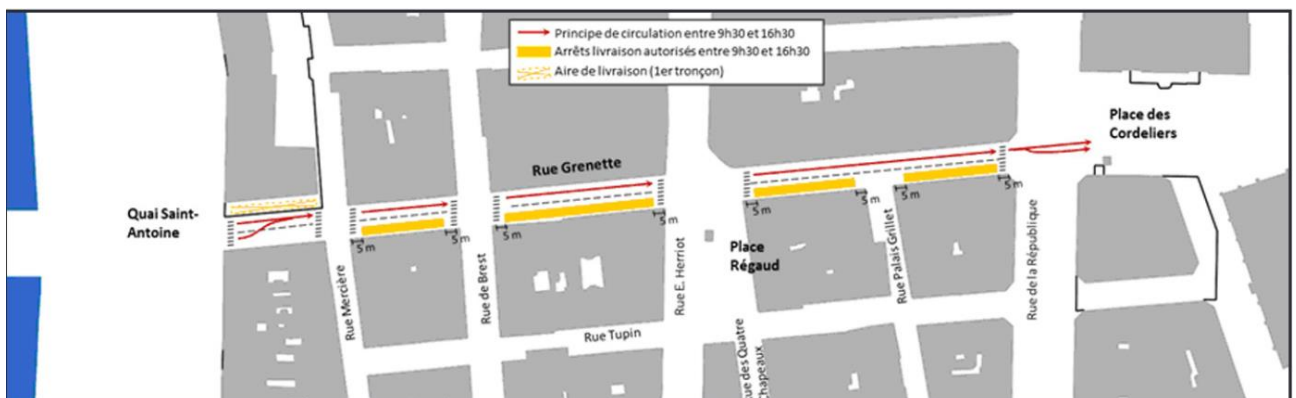 Principe de circulation entre 9h30 et 16h30
Arrêts livraison autorisés entre 9h30 et 16h30
Aire de livraison (1er tronçon)
Place des
Cordeliers
Rue Grenette
Quai Saint-
Antoine
5 m
5 m
5 m
5 m
5 m
5 m
5 m
5 m
Place
Régaud
Rue Mercière
Rue de Brest
Rue E. Herriot
Rue Palais Grillet
Rue de la République
Rue Tupin
Rue des Quatre
Chapeaux